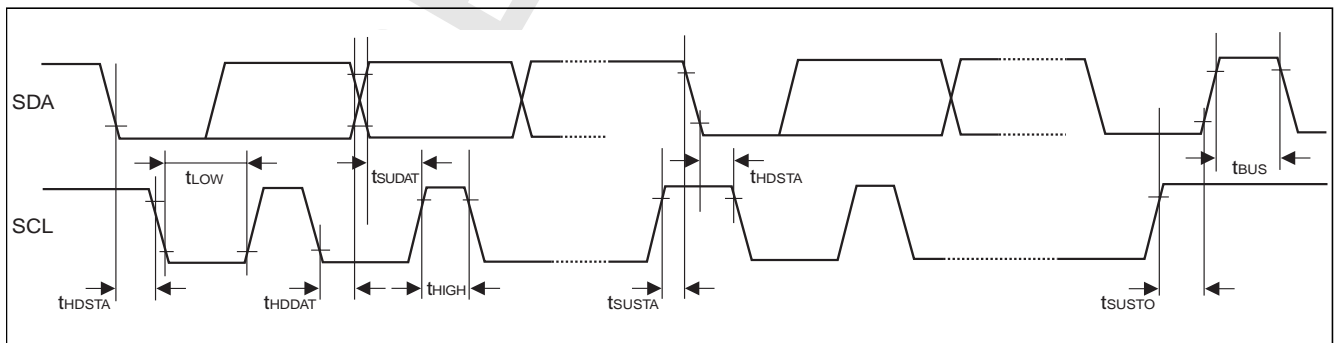 SDA
tLOW
tSUDAT
tHDSTA
tBUS
SCL
tHDSTA
tHDDAT
tHIGH
tSUSTA
tSUSTO